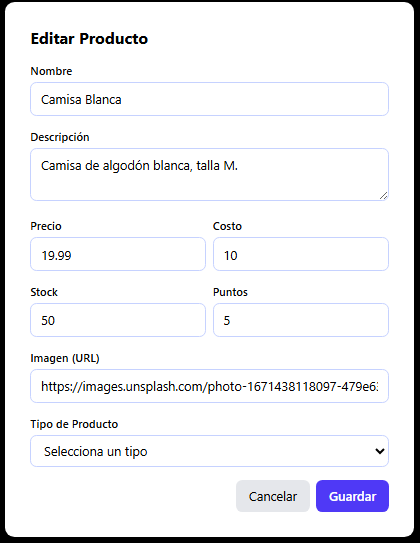 Editar Producto
Nombre
Camisa Blanca
Descripción
Camisa de algodón blanca, talla M.
Precio
Costo
19.99
10
Stock
Puntos
50
5
Imagen (URL)
https://images.unsplash.com/photo-1671438118097-479e6
Tipo de Producto
Selecciona un tipo
Cancelar
Guardar